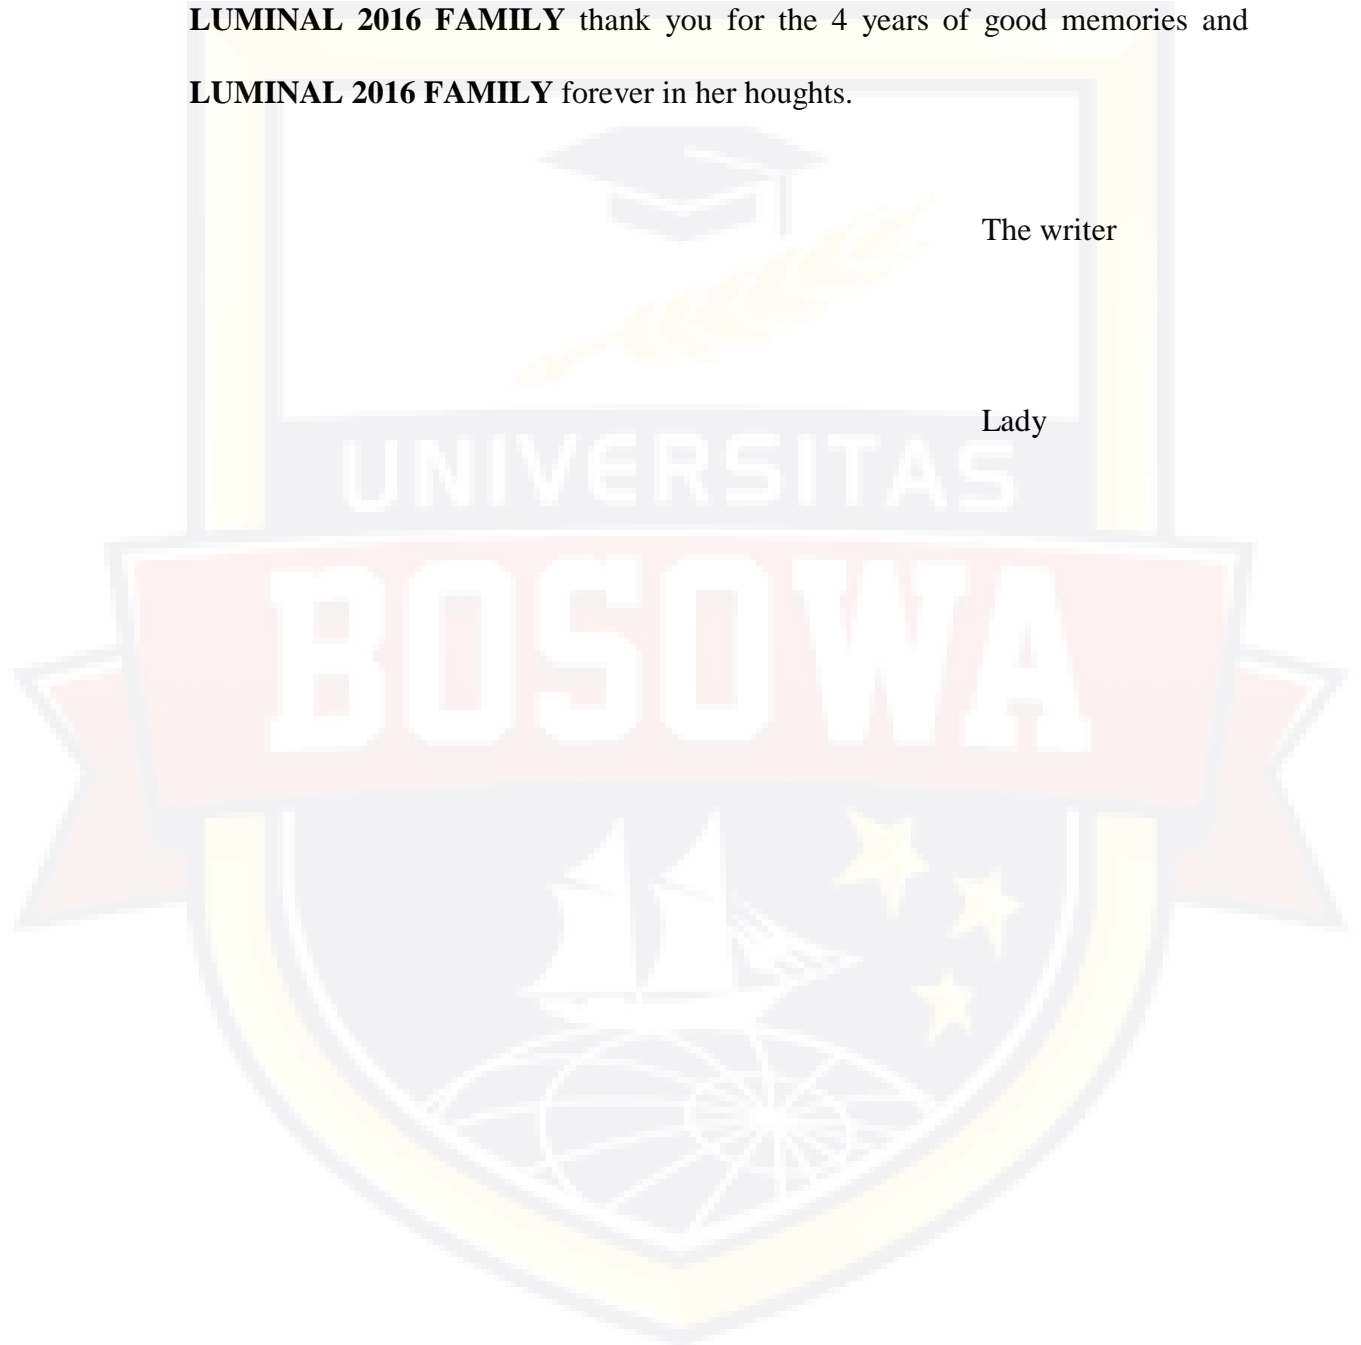 LUMINAL 2016 FAMILY thank you for the 4 years of good memories and
LUMINAL 2016 FAMILY forever in her houghts.
The writer
Lady
UNIVERSITAS
BOSOWA